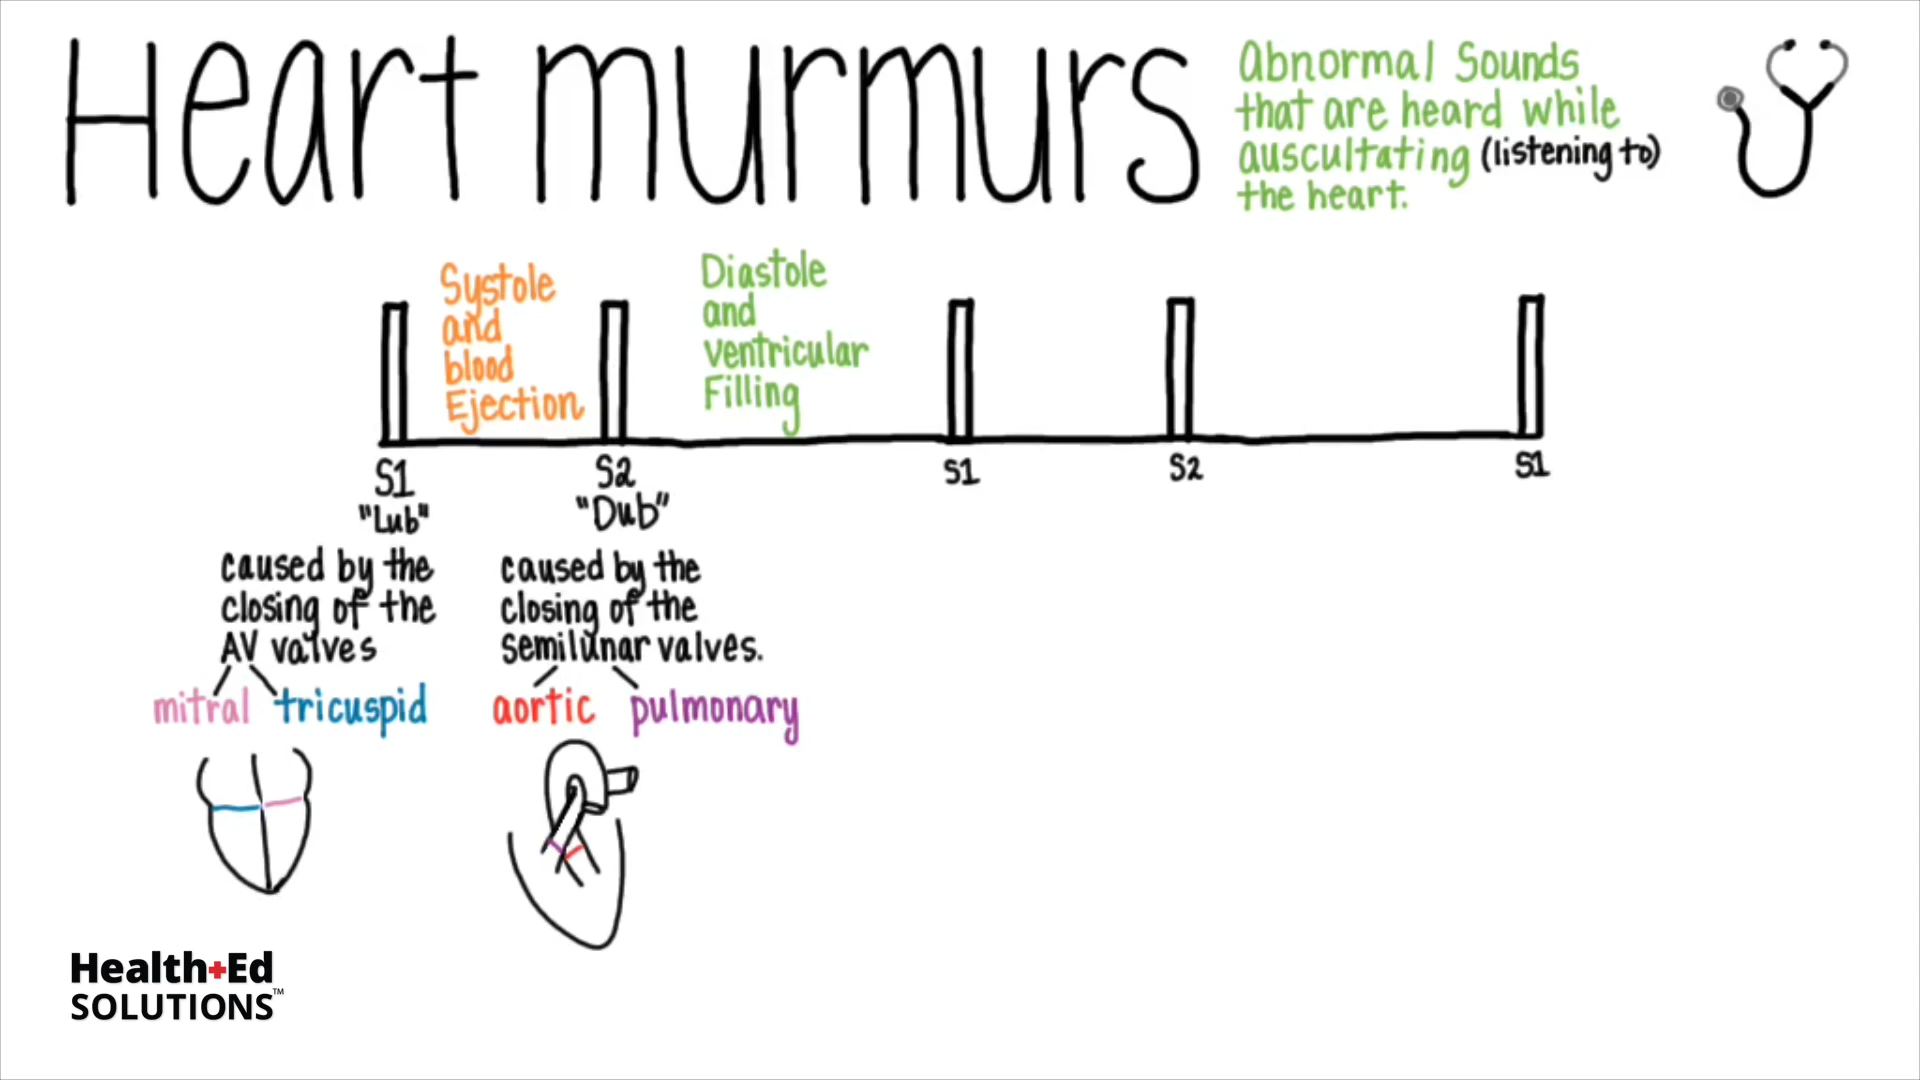 Heart murmurs
Abnormal Sounds
that are heard while
auscultating (listening to)
the heart.
Systole
and
blood
Ejection
Diastole
and
ventricular
Filling
S1
S2
S1
S2
S1
"Lub"
"Dub"
caused by the
closing of the
AV valves
mitral tricuspid
caused by the
closing of the
semilunar valves.
aortic pulmonary
Health+Ed
SOLUTIONS™